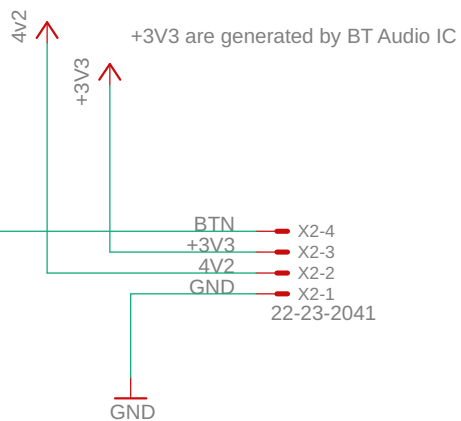 4v2
+3V3 are generated by BT Audio IC
+3V3
BTN X2-4
+3V3 X2-3
4V2 X2-2
GND X2-1
22-23-2041
GND